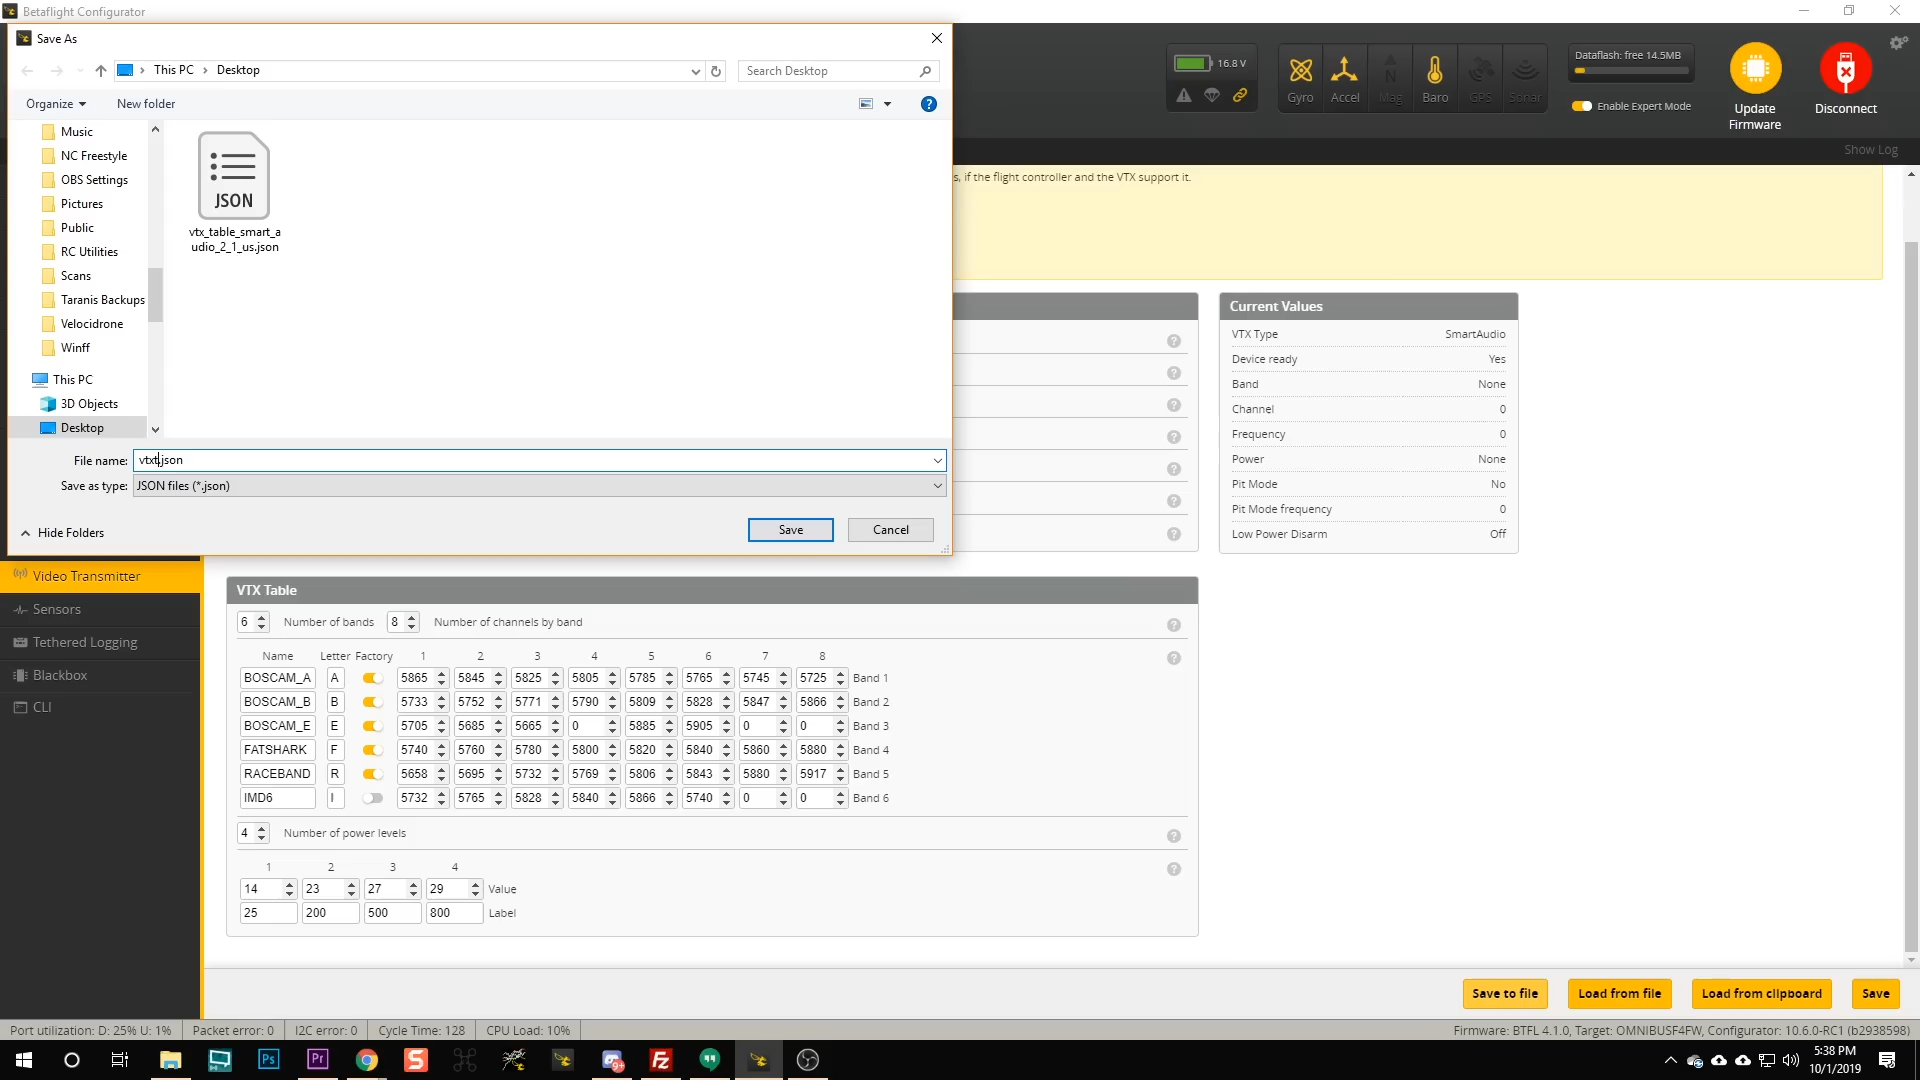 Betaflight Configurator
Save As
This PC > Desktop
Search Desktop
Organize
New folder
Music
NC Freestyle
OBS Settings
Pictures
Public
RC Utilities
Scans
Taranis Backups
Velocidrone
Winff
This PC
3D Objects
Desktop
JSON
vtx_table_smart_a
udio_2_1_us.json
File name: vtxt.json
Save as type: JSON files (*.json)
Hide Folders
Save
Cancel
16.8 V
Gyro
Accel
Mag
Baro
GPS
Sonar
Dataflash: free 14.5MB
Enable Expert Mode
Update
Firmware
Disconnect
Show Log
s, if the flight controller and the VTX support it.
Current Values
VTX Type SmartAudio
Device ready Yes
Band None
Channel 0
Frequency 0
Power None
Pit Mode No
Pit Mode frequency 0
Low Power Disarm Off
Video Transmitter
Sensors
Tethered Logging
Blackbox
CLI
VTX Table
6 Number of bands 8 Number of channels by band
Name Letter Factory 1 2 3 4 5 6 7 8
BOSCAM_A A 5865 5845 5825 5805 5785 5765 5745 5725 Band 1
BOSCAM_B B 5733 5752 5771 5790 5809 5828 5847 5866 Band 2
BOSCAM_E E 5705 5685 5665 0 5885 5905 0 0 Band 3
FATSHARK F 5740 5760 5780 5800 5820 5840 5860 5880 Band 4
RACEBAND R 5658 5695 5732 5769 5806 5843 5880 5917 Band 5
IMD6 I 5732 5765 5828 5840 5866 5740 0 0 Band 6
4 Number of power levels
1 2 3 4
14 23 27 29 Value
25 200 500 800 Label
Save to file
Load from file
Load from clipboard
Save
Port utilization: D: 25% U: 1% Packet error: 0 I2C error: 0 Cycle Time: 128 CPU Load: 10% Firmware: BTFL 4.1.0, Target: OMNIBUSF4FW, Configurator: 10.6.0-RC1 (b2938598)
Ps
Pr
S
9+
FZ
5:38 PM
10/1/2019